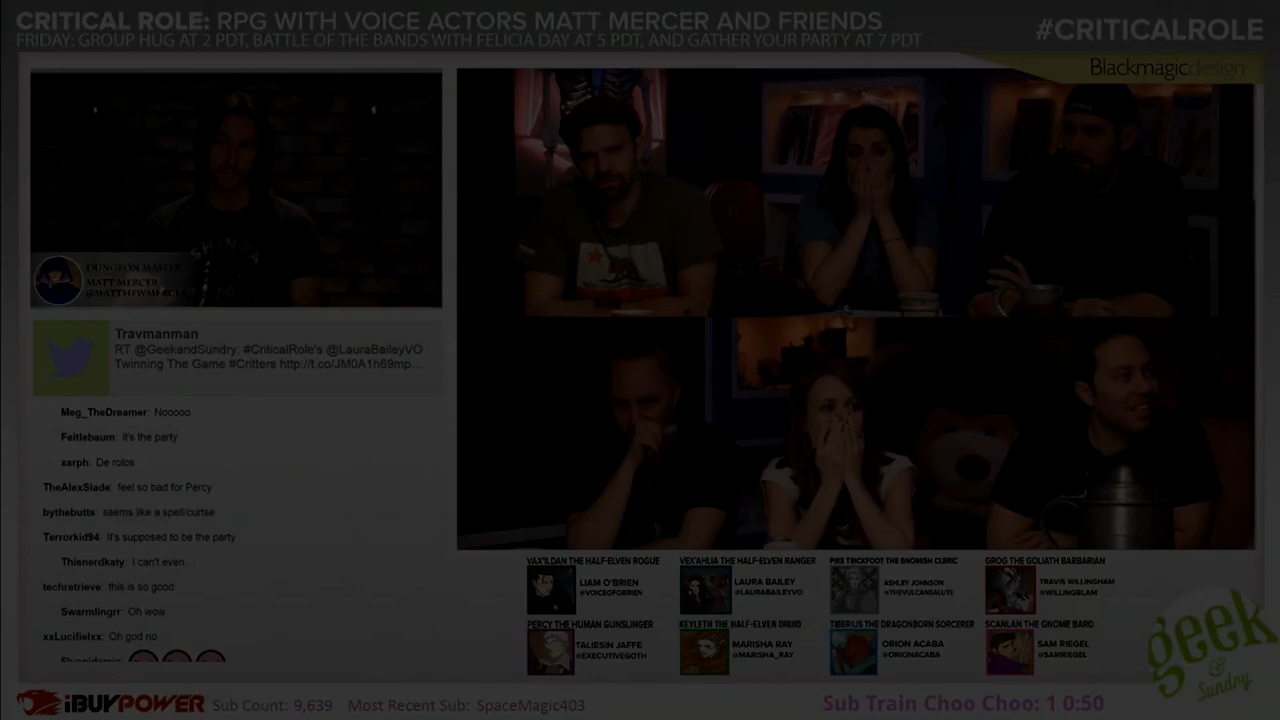 CRITICAL ROLE: RPG WITH VOICE ACTORS MATT MERCER AND FRIENDS
FRIDAY: GROUP HUG AT 2 PDT, BATTLE OF THE BANDS WITH FELICIA DAY AT 5 PDT, AND GATHER YOUR PARTY AT 7 PDT
#CRITICALROLE
Blackmagicdesign
DUNGEON MASTER
MATT MERCER
@MATTHEWMERCER
Travmanman
RT @GeekandSundry: #CriticalRole's @LauraBaileyVO
Twinning The Game #Critters http://t.co/JM0A1h69mp...
Meg_TheDreamer: Nooooo
Feitlebaum: it's the party
xarph: De rolos
TheAlexSlade: feel so bad for Percy
bythebutts: seems like a spell/curtse
Terrorkid94: it's supposed to be the party
Thisnerdkaty: I can't even...
techretrieve: this is so good
Swarmlingrr: Oh wow
xxLucifielxx: Oh god no
VAX'ILDAN THE HALF-ELVEN ROGUE
LIAM O'BRIEN
@VOICEOFOBRIEN
VEX'AHLIA THE HALF-ELVEN RANGER
LAURA BAILEY
@LAURABAILEYVO
PIKE TRICKFOOT THE GNOMISH CLERIC
ASHLEY JOHNSON
@THEVULCANSALUTE
GROG THE GOLIATH BARBARIAN
TRAVIS WILLINGHAM
@WILLINGBLAM
PERCY THE HUMAN GUNSLINGER
TALIESIN JAFFE
@EXECUTIVEGOTH
KEYLETH THE HALF-ELVEN DRUID
MARISHA RAY
@MARISHA_RAY
TIBERIUS THE DRAGONBORN SORCERER
ORION ACABA
@ORIONACABA
SCANLAN THE GNOME BARD
SAM RIEGEL
@SAMRIEGEL
geek
&
Sundry
iBUYPOWER
Sub Count: 9,639 Most Recent Sub: SpaceMagic403
Sub Train Choo Choo: 1 0:50